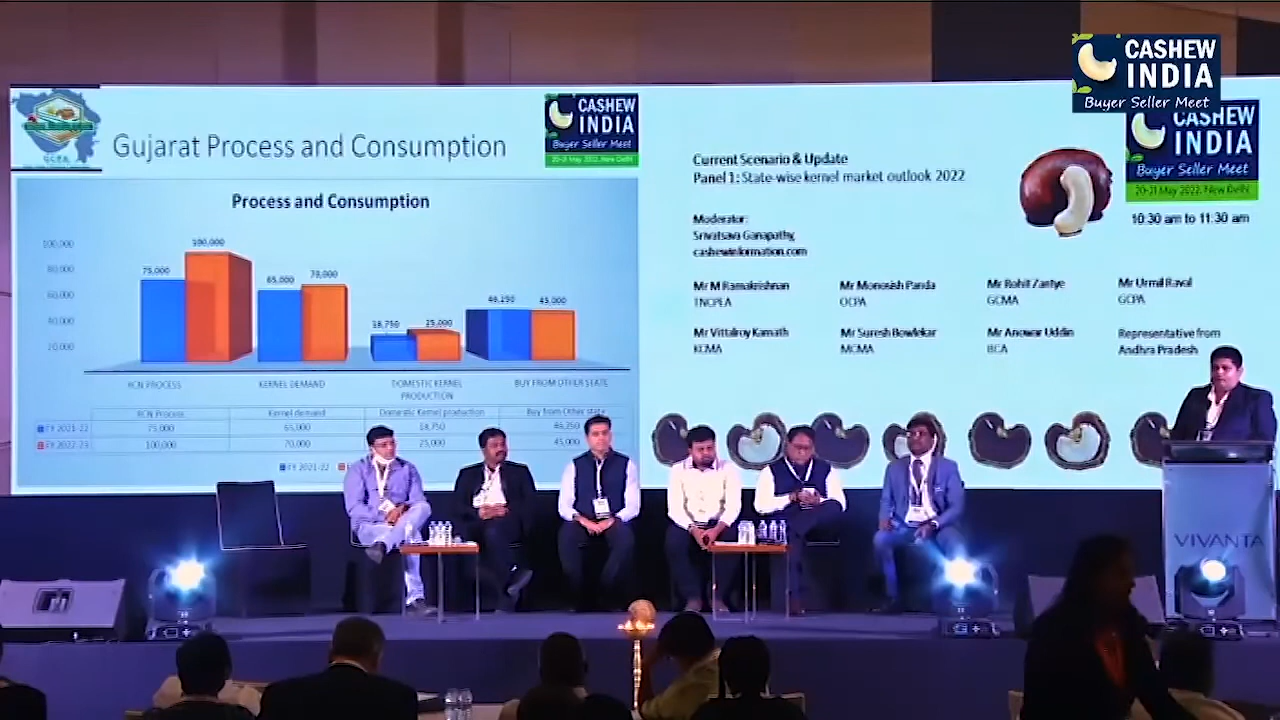 CASHEW
INDIA
Buyer Seller Meet
CASHEW
INDIA
Buyer Seller Meet
20-21 May 2022, New Delhi
Gujarat Process and Consumption
CASHEW
INDIA
Buyer Seller Meet
20-21 May 2022, New Delhi
Process and Consumption
100,000
80,000
60,000
40,000
20,000
75,000
100,000
65,000
70,000
18,750
25,000
46,250
45,000
RCN PROCESS
KERNEL DEMAND
DOMESTIC KERNEL
PRODUCTION
BUY FROM OTHER STATE
RCN Process Kernel demand Domestic Kernel production Buy from Other state
FY 2021-22 75,000 65,000 18,750 46,250
FY 2022-23 100,000 70,000 25,000 45,000
FY 2021-22
Current Scenario & Update
Panel 1: State-wise kernel market outlook 2022
10:30 am to 11:30 am
Moderator:
Srivatsava Ganapathy,
cashewinformation.com
Mr M Ramakrishnan
TNCPEA
Mr Monosish Panda
OCPA
Mr Rohit Zantye
GCMA
Mr Urmil Raval
GCPA
Mr Vittalroy Kamath
KCMA
Mr Suresh Bowlekar
MCMA
Mr Anowar Uddin
BCA
Representative from
Andhra Pradesh
VIVANTA